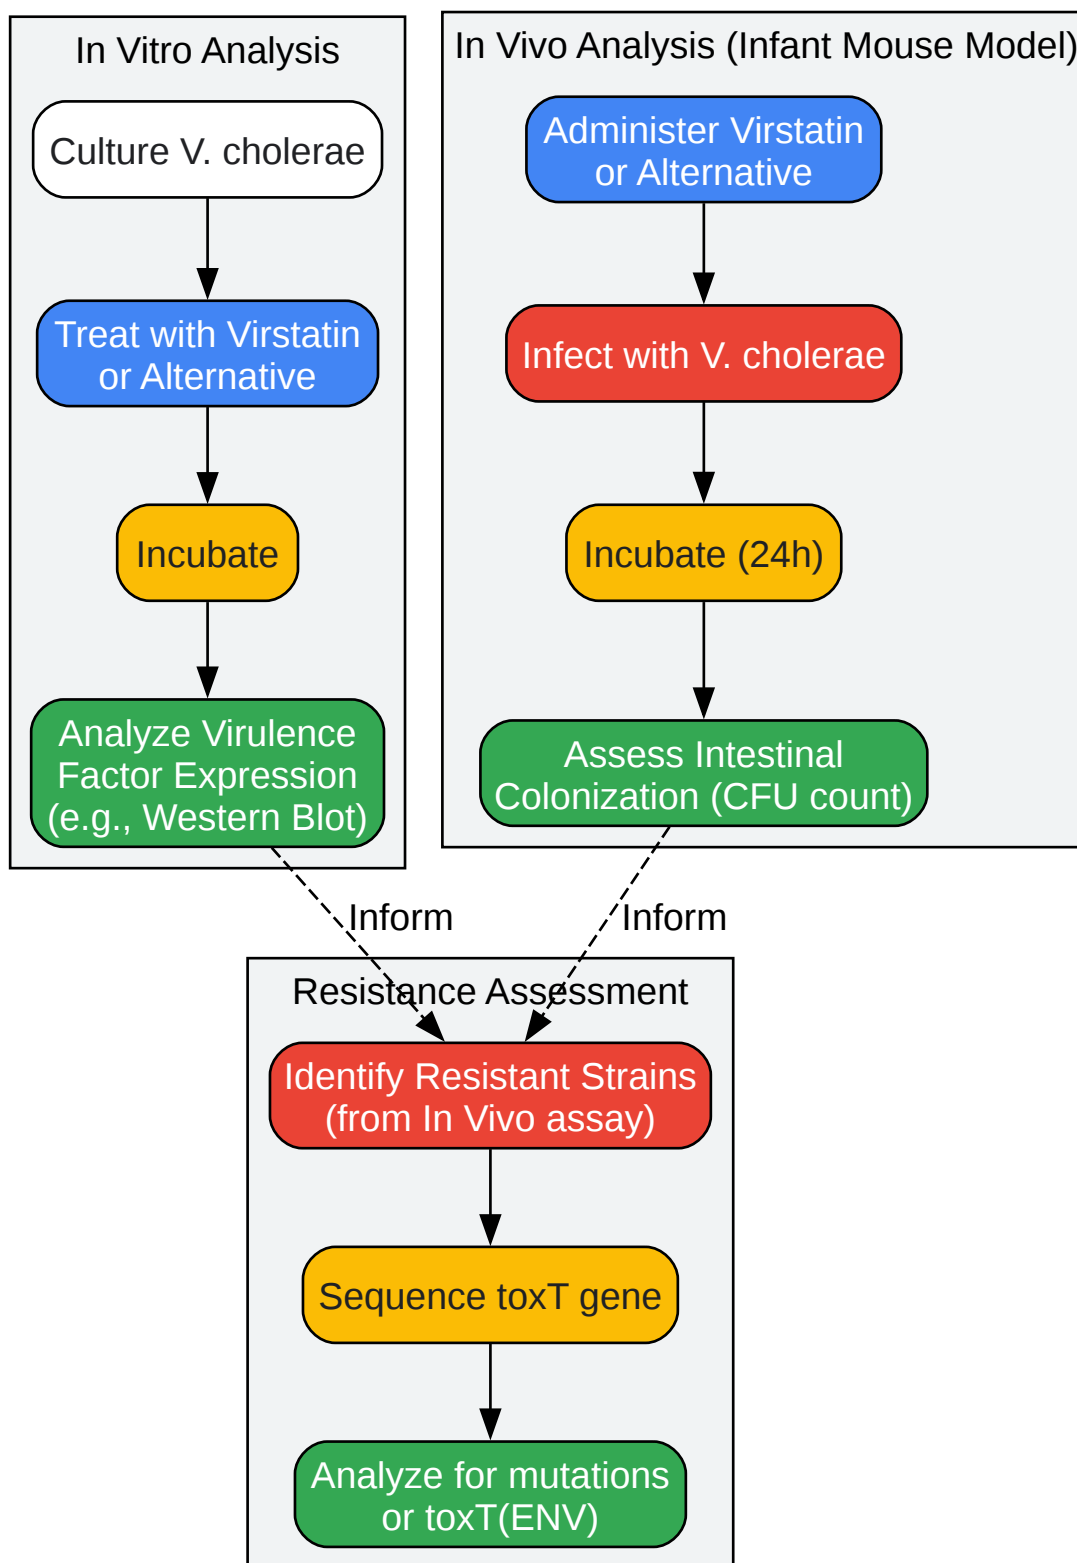 In Vitro Analysis
Culture V. cholerae
Treat with Virstatin
or Alternative
Incubate
Analyze Virulence
Factor Expression
(e.g., Western Blot)
In Vivo Analysis (Infant Mouse Model)
Administer Virstatin
or Alternative
Infect with V. cholerae
Incubate (24h)
Assess Intestinal
Colonization (CFU count)
Inform
Inform
Resistance Assessment
Identify Resistant Strains
(from In Vivo assay)
Sequence toxT gene
Analyze for mutations
or toxT(ENV)